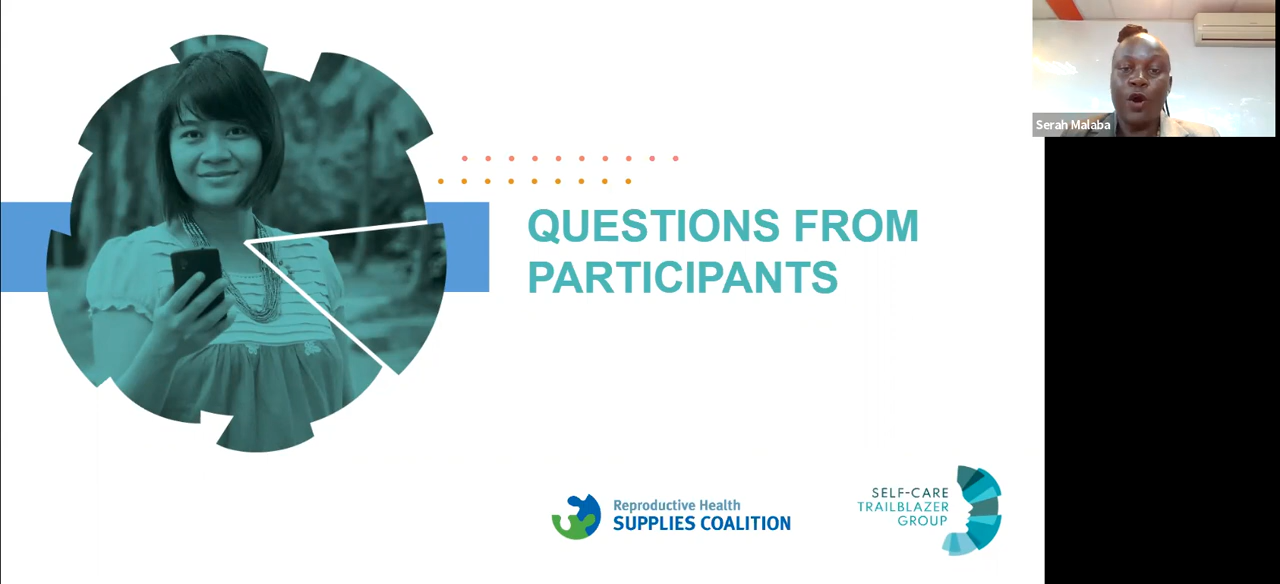 Serah Malaba
QUESTIONS FROM
PARTICIPANTS
Reproductive Health
SUPPLIES COALITION
SELF-CARE
TRAILBLAZER
GROUP